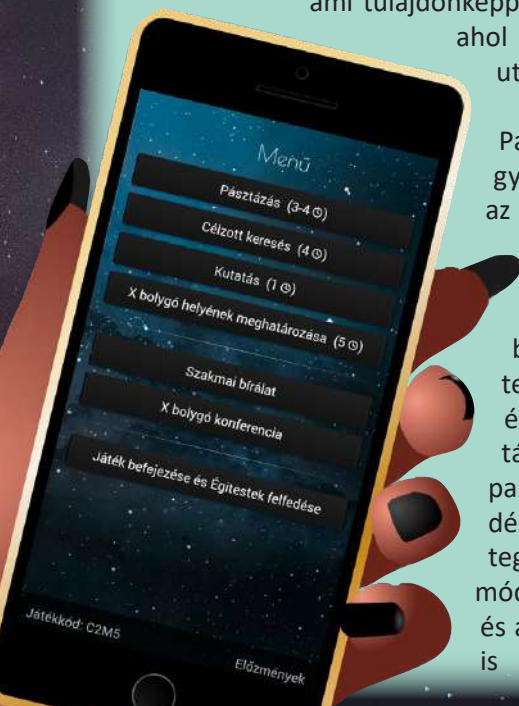 ami tulajdonképp
ahol
ut
gy
az
te
é
tá
pa
dé
teg
és a
is
Menü
Pásztázás (3-4)
Célzott keresés (4)
Kutatás (1)
X bolygó helyének meghatározása (5)
Szakmai bírálat
X bolygó konferencia
Játék befejezése és Égitestek felfedése
Játékkód: C2M5
Előzmények